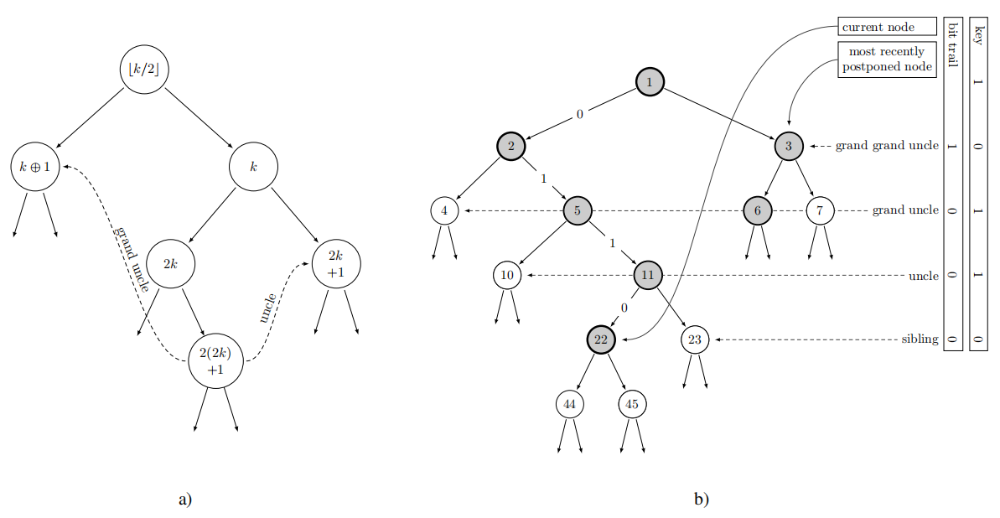 ⌊k/2⌋
k ⊕ 1
k
2k
2k
+1
2(2k)
+1
grand uncle
uncle
a)
current node
most recently
postponed node
bit trail
key
1
1
0
2
3
grand grand uncle
1
0
1
4
5
6
7
grand uncle
0
1
1
10
11
uncle
0
1
0
22
23
sibling
0
0
44
45
b)